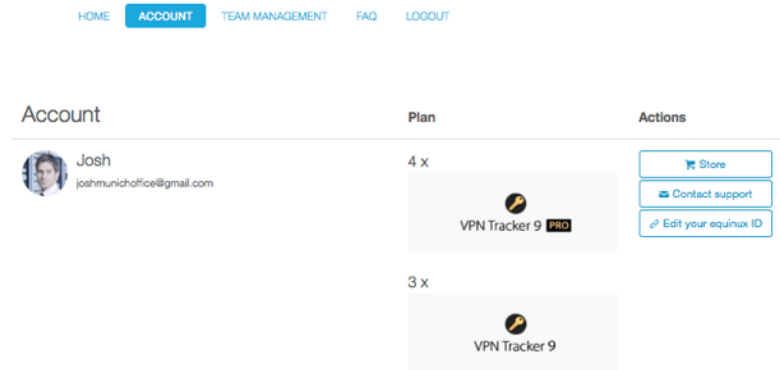 HOME ACCOUNT TEAM MANAGEMENT FAQ LOGOUT
Account Plan Actions
Josh
joshmunichoffice@gmail.com
4 x
VPN Tracker 9 PRO
3 x
VPN Tracker 9
Store
Contact support
Edit your equinux ID